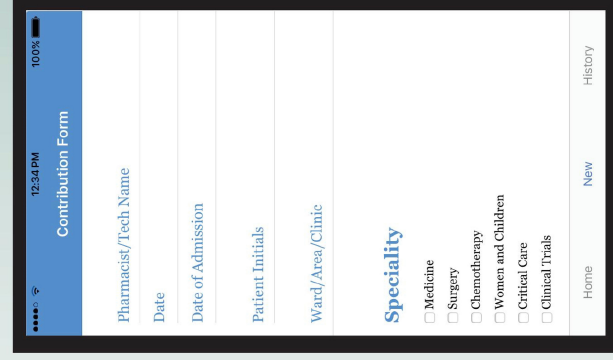 12:34 PM
100%
Contribution Form
Pharmacist/Tech Name
Date
Date of Admission
Patient Initials
Ward/Area/Clinic
Speciality
Medicine
Surgery
Chemotherapy
Women and Children
Critical Care
Clinical Trials
Home
New
History